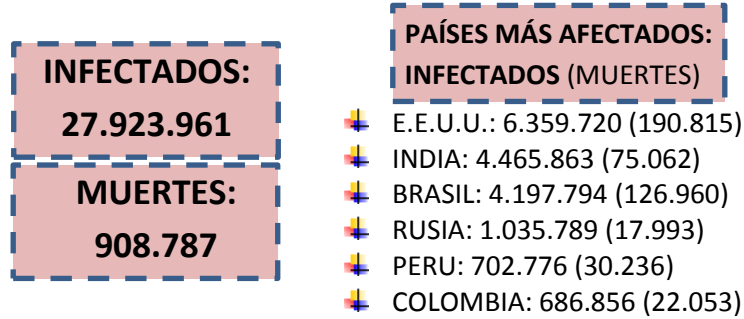 INFECTADOS:
27.923.961
MUERTES:
908.787
PAÍSES MÁS AFECTADOS:
INFECTADOS (MUERTES)
E.E.U.U.: 6.359.720 (190.815)
INDIA: 4.465.863 (75.062)
BRASIL: 4.197.794 (126.960)
RUSIA: 1.035.789 (17.993)
PERU: 702.776 (30.236)
COLOMBIA: 686.856 (22.053)